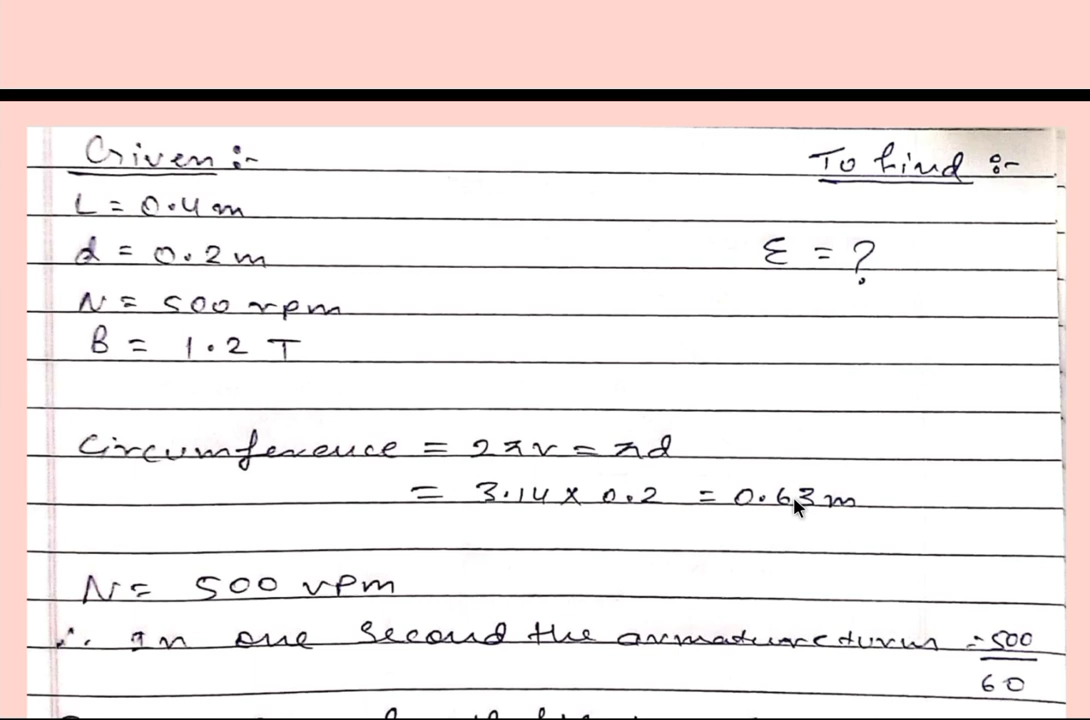 Given :- To find :-
L = 0.4 m
d = 0.2 m ε = ?
N = 500 rpm
B = 1.2 T
Circumference = 2πr = πd
= 3.14 x 0.2 = 0.63 m
N = 500 rpm
∴ In one second the armature turns = 500
60